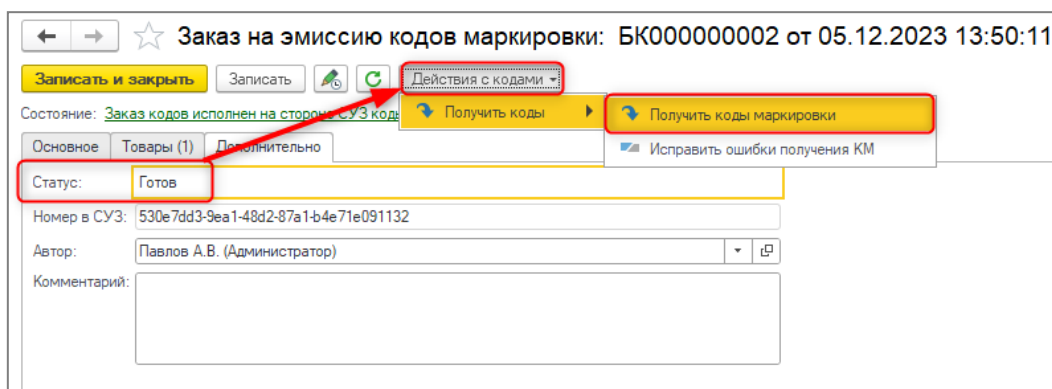 Заказ на эмиссию кодов маркировки: БК000000002 от 05.12.2023 13:50:11
Записать и закрыть Записать Действия с кодами
Состояние: Заказ кодов исполнен на стороне СУЗ коды Получить коды Получить коды маркировки
Основное Товары (1) Дополнительно Исправить ошибки получения КМ
Статус: Готов
Номер в СУЗ: 530e7dd3-9ea1-48d2-87a1-b4e71e091132
Автор: Павлов А.В. (Администратор)
Комментарий: